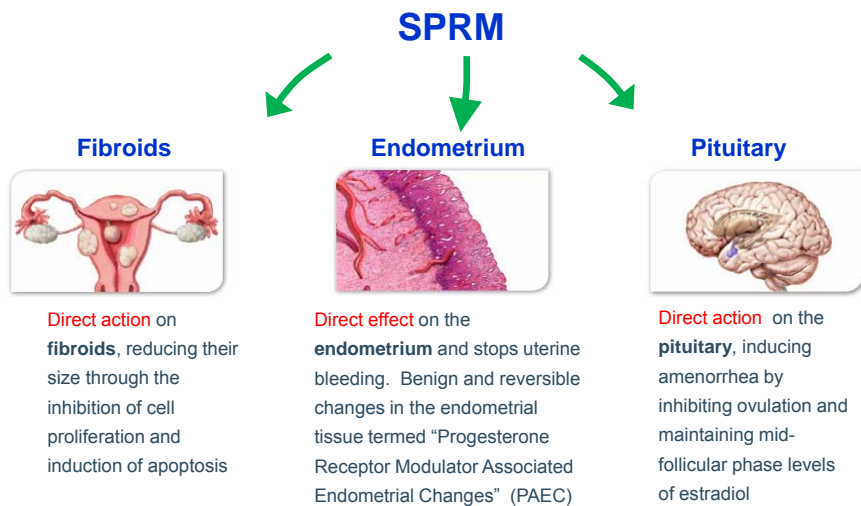 SPRM
Fibroids
Direct action on
fibroids, reducing their
size through the
inhibition of cell
proliferation and
induction of apoptosis
Endometrium
Direct effect on the
endometrium and stops uterine
bleeding. Benign and reversible
changes in the endometrial
tissue termed “Progesterone
Receptor Modulator Associated
Endometrial Changes” (PAEC)
Pituitary
Direct action on the
pituitary, inducing
amenorrhea by
inhibiting ovulation and
maintaining mid-
follicular phase levels
of estradiol